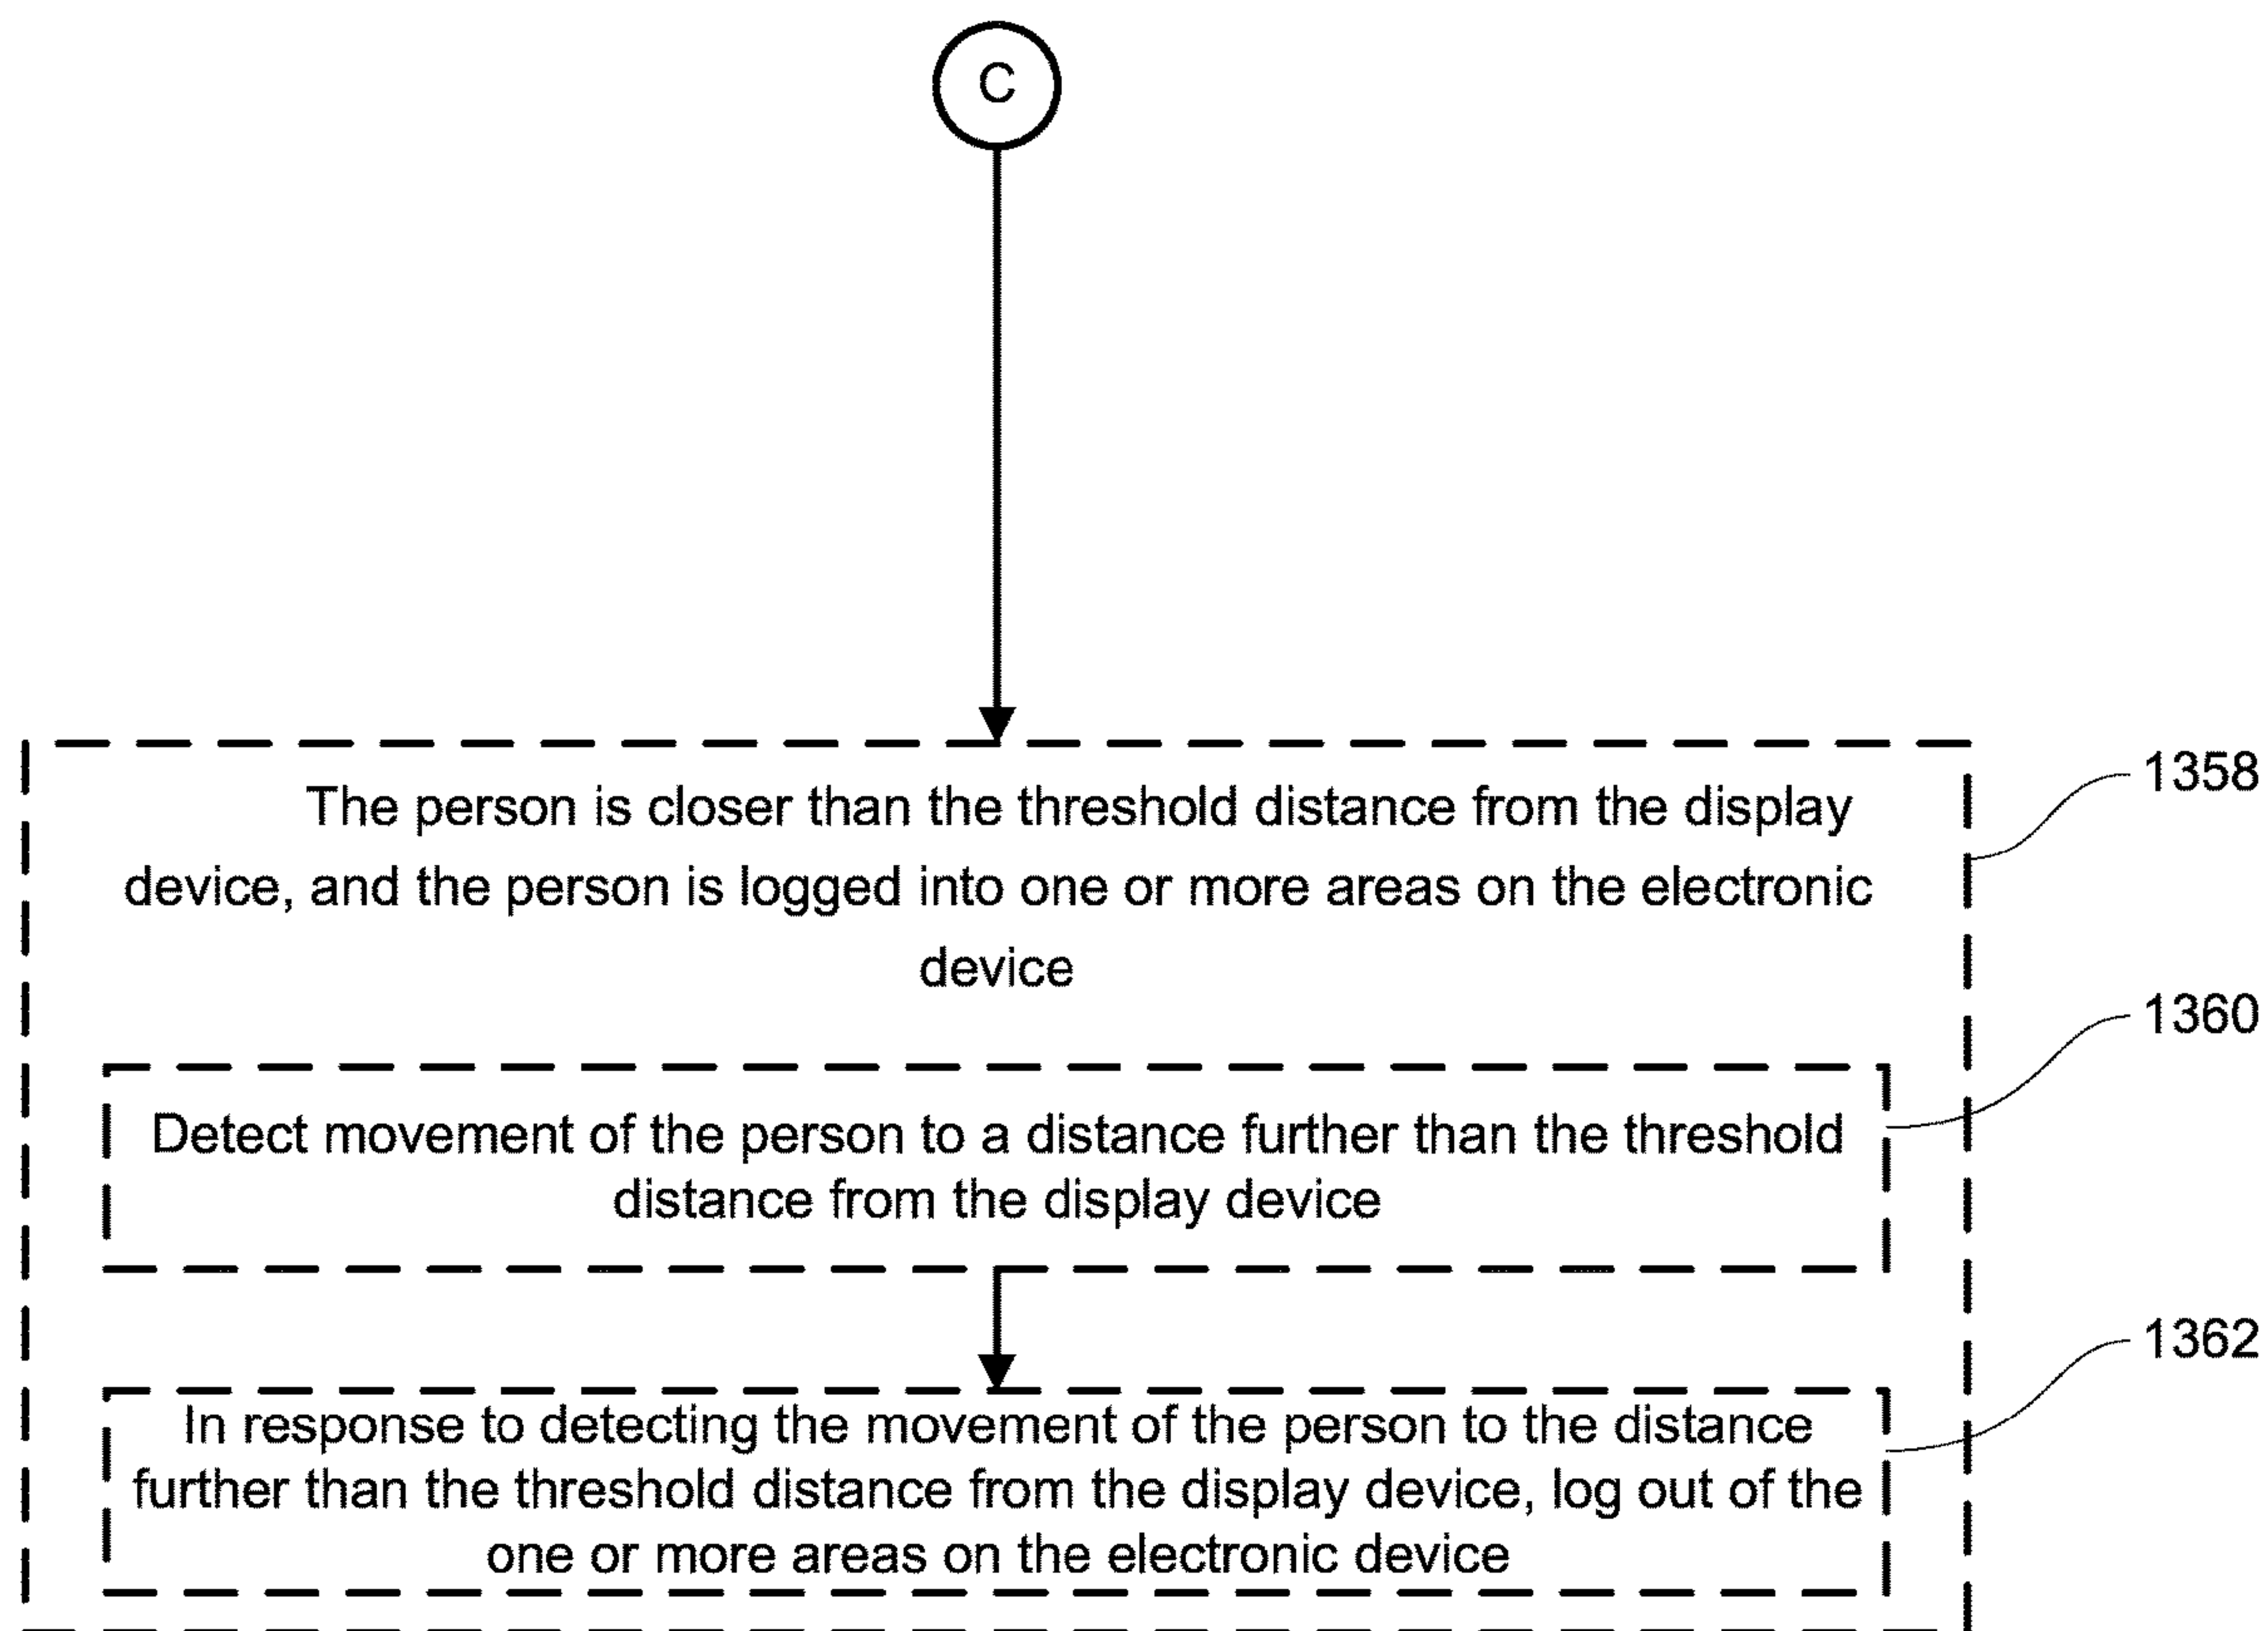 C
The person is closer than the threshold distance from the display
device, and the person is logged into one or more areas on the electronic
device
1358
Detect movement of the person to a distance further than the threshold
distance from the display device
1360
In response to detecting the movement of the person to the distance
further than the threshold distance from the display device, log out of the
one or more areas on the electronic device
1362